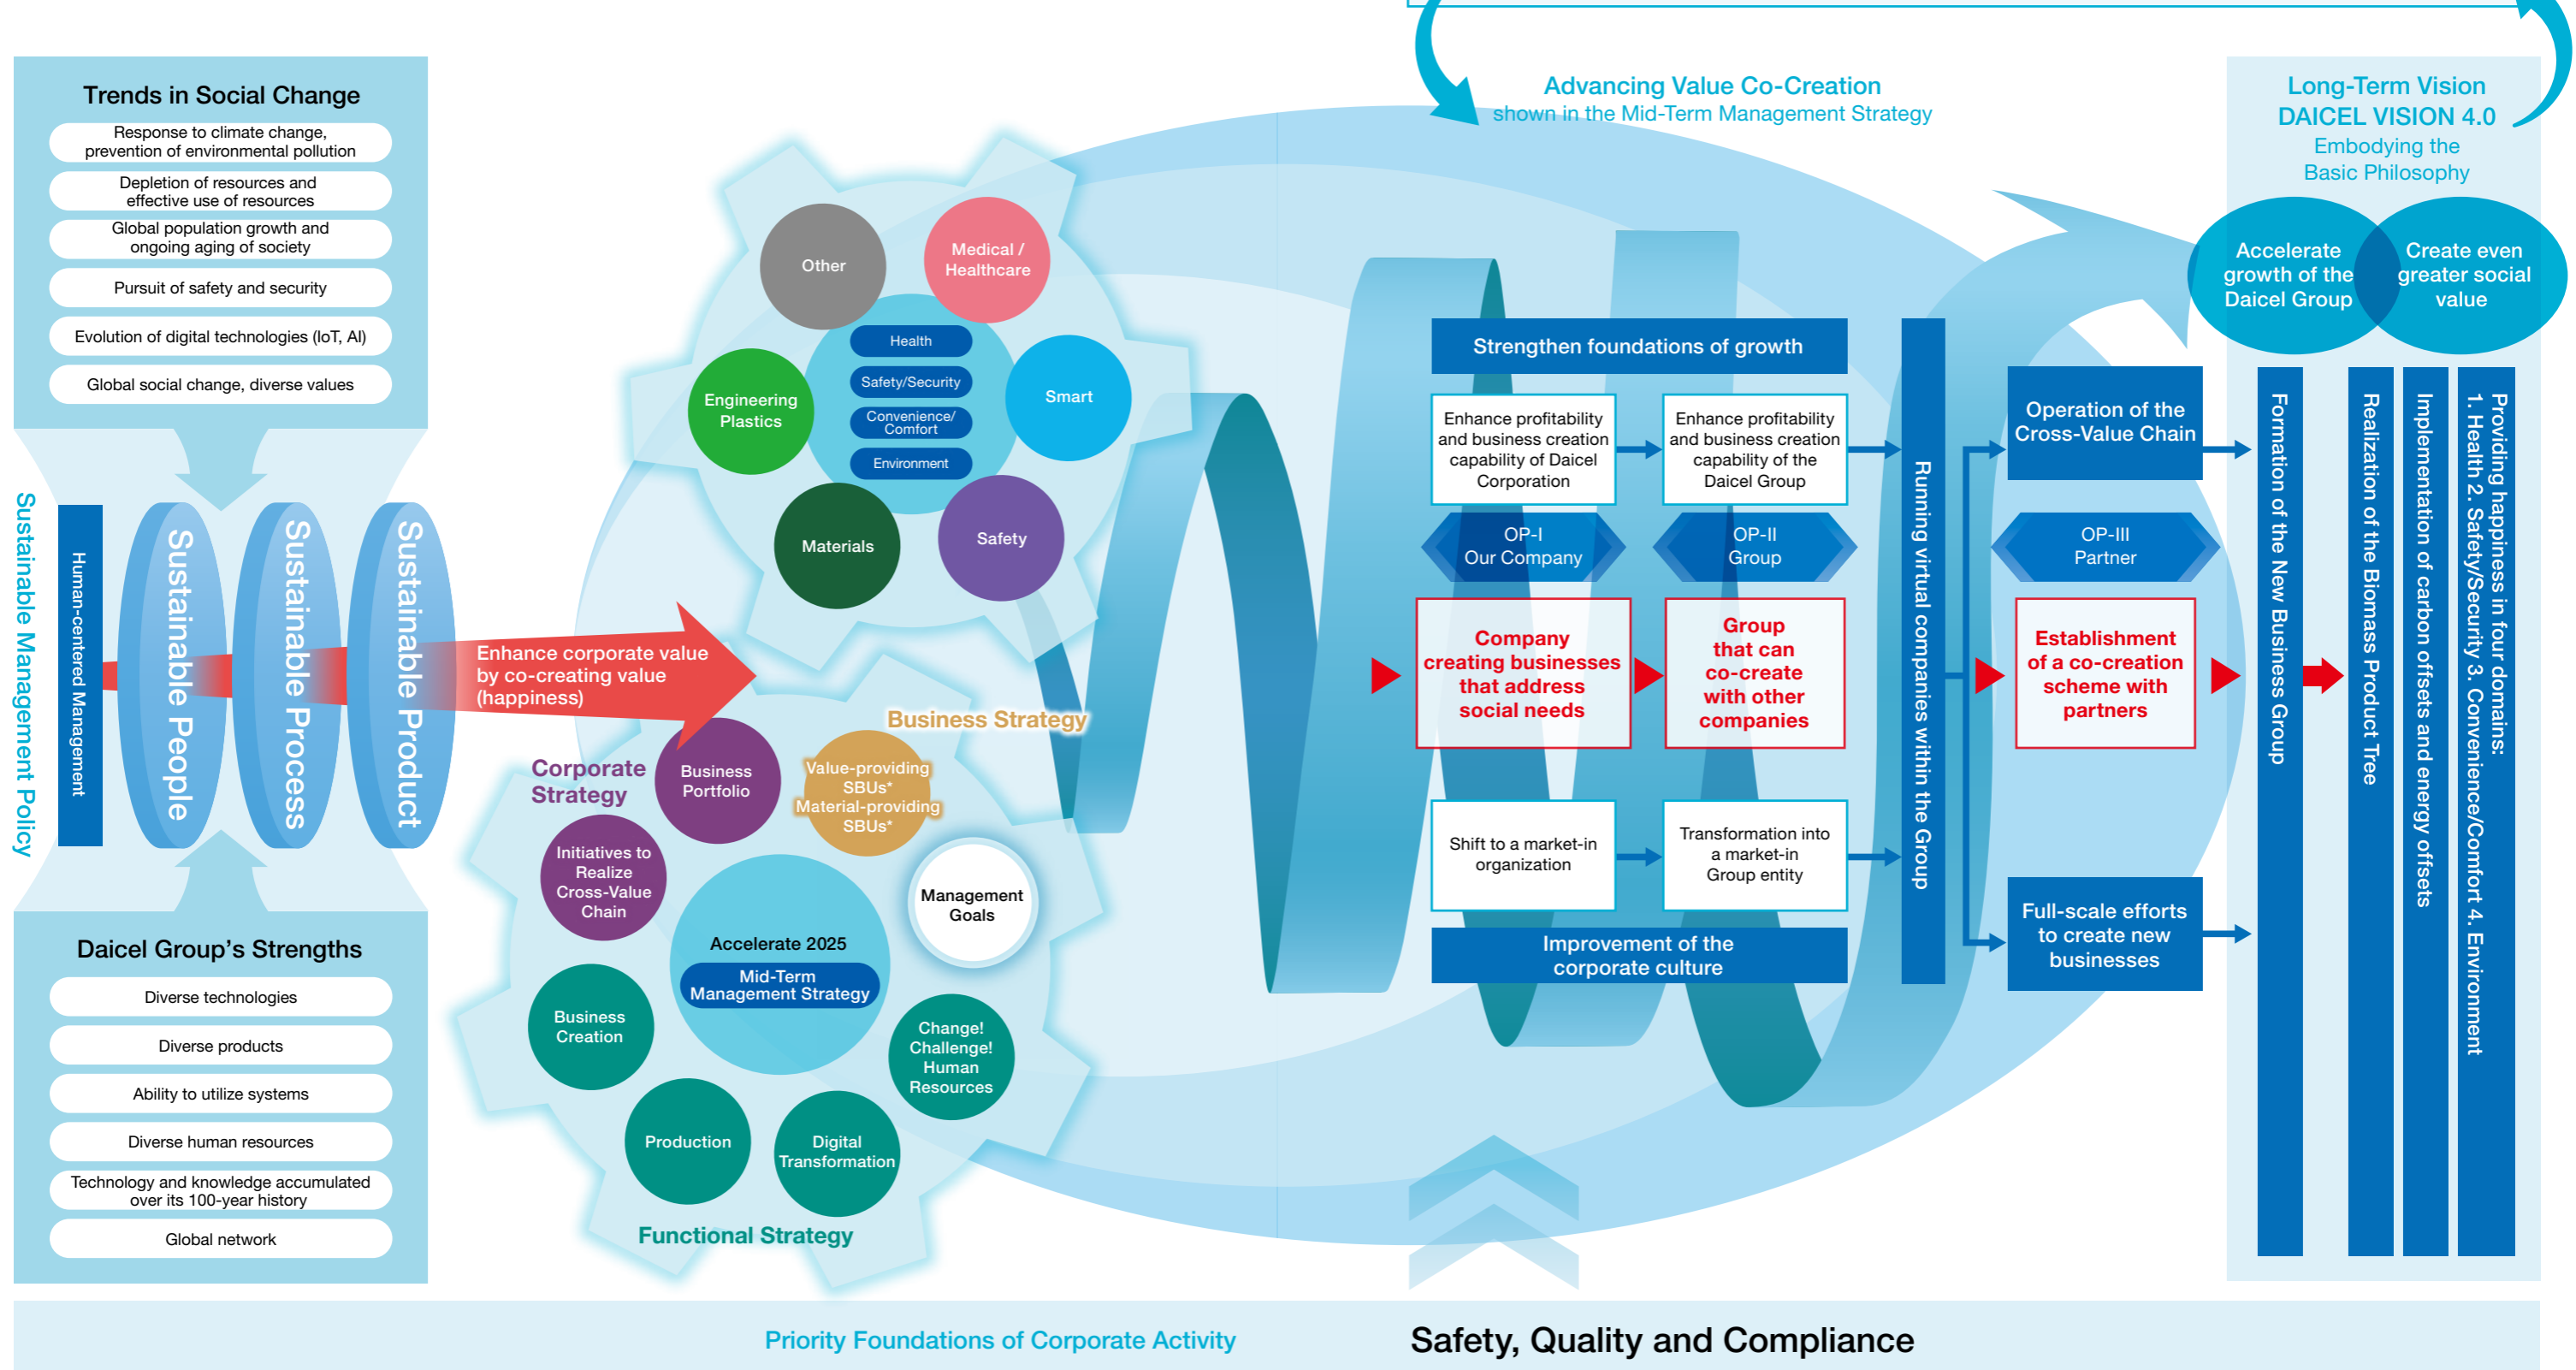 Trends in Social Change
Response to climate change,
prevention of environmental pollution
Depletion of resources and
effective use of resources
Global population growth and
ongoing aging of society
Pursuit of safety and security
Evolution of digital technologies (IoT, AI)
Global social change, diverse values
Sustainable Management Policy
Human-centered Management
Sustainable People
Sustainable Process
Sustainable Product
Daicel Group's Strengths
Diverse technologies
Diverse products
Ability to utilize systems
Diverse human resources
Technology and knowledge accumulated
over its 100-year history
Global network
Enhance corporate value
by co-creating value
(happiness)
Other
Medical /
Healthcare
Engineering
Plastics
Smart
Materials
Safety
Health
Safety/Security
Convenience/
Comfort
Environment
Business Strategy
Corporate
Strategy
Business
Portfolio
Value-providing
SBUs*
Material-providing
SBUs*
Initiatives to
Realize
Cross-Value
Chain
Management
Goals
Accelerate 2025
Mid-Term
Management Strategy
Business
Creation
Change!
Challenge!
Human
Resources
Production
Digital
Transformation
Functional Strategy
Advancing Value Co-Creation
shown in the Mid-Term Management Strategy
Strengthen foundations of growth
Enhance profitability
and business creation
capability of Daicel
Corporation
Enhance profitability
and business creation
capability of the
Daicel Group
OP-I
Our Company
OP-II
Group
Company
creating businesses
that address
social needs
Group
that can
co-create
with other
companies
Shift to a market-in
organization
Transformation into
a market-in
Group entity
Improvement of the
corporate culture
Running virtual companies within the Group
Operation of the
Cross-Value Chain
OP-III
Partner
Establishment
of a co-creation
scheme with
partners
Full-scale efforts
to create new
businesses
Long-Term Vision
DAICEL VISION 4.0
Embodying the
Basic Philosophy
Accelerate
growth of the
Daicel Group
Create even
greater social
value
Formation of the New Business Group
Realization of the Biomass Product Tree
Implementation of carbon offsets and energy offsets
Providing happiness in four domains:
1. Health 2. Safety/Security 3. Convenience/Comfort 4. Environment
Priority Foundations of Corporate Activity
Safety, Quality and Compliance